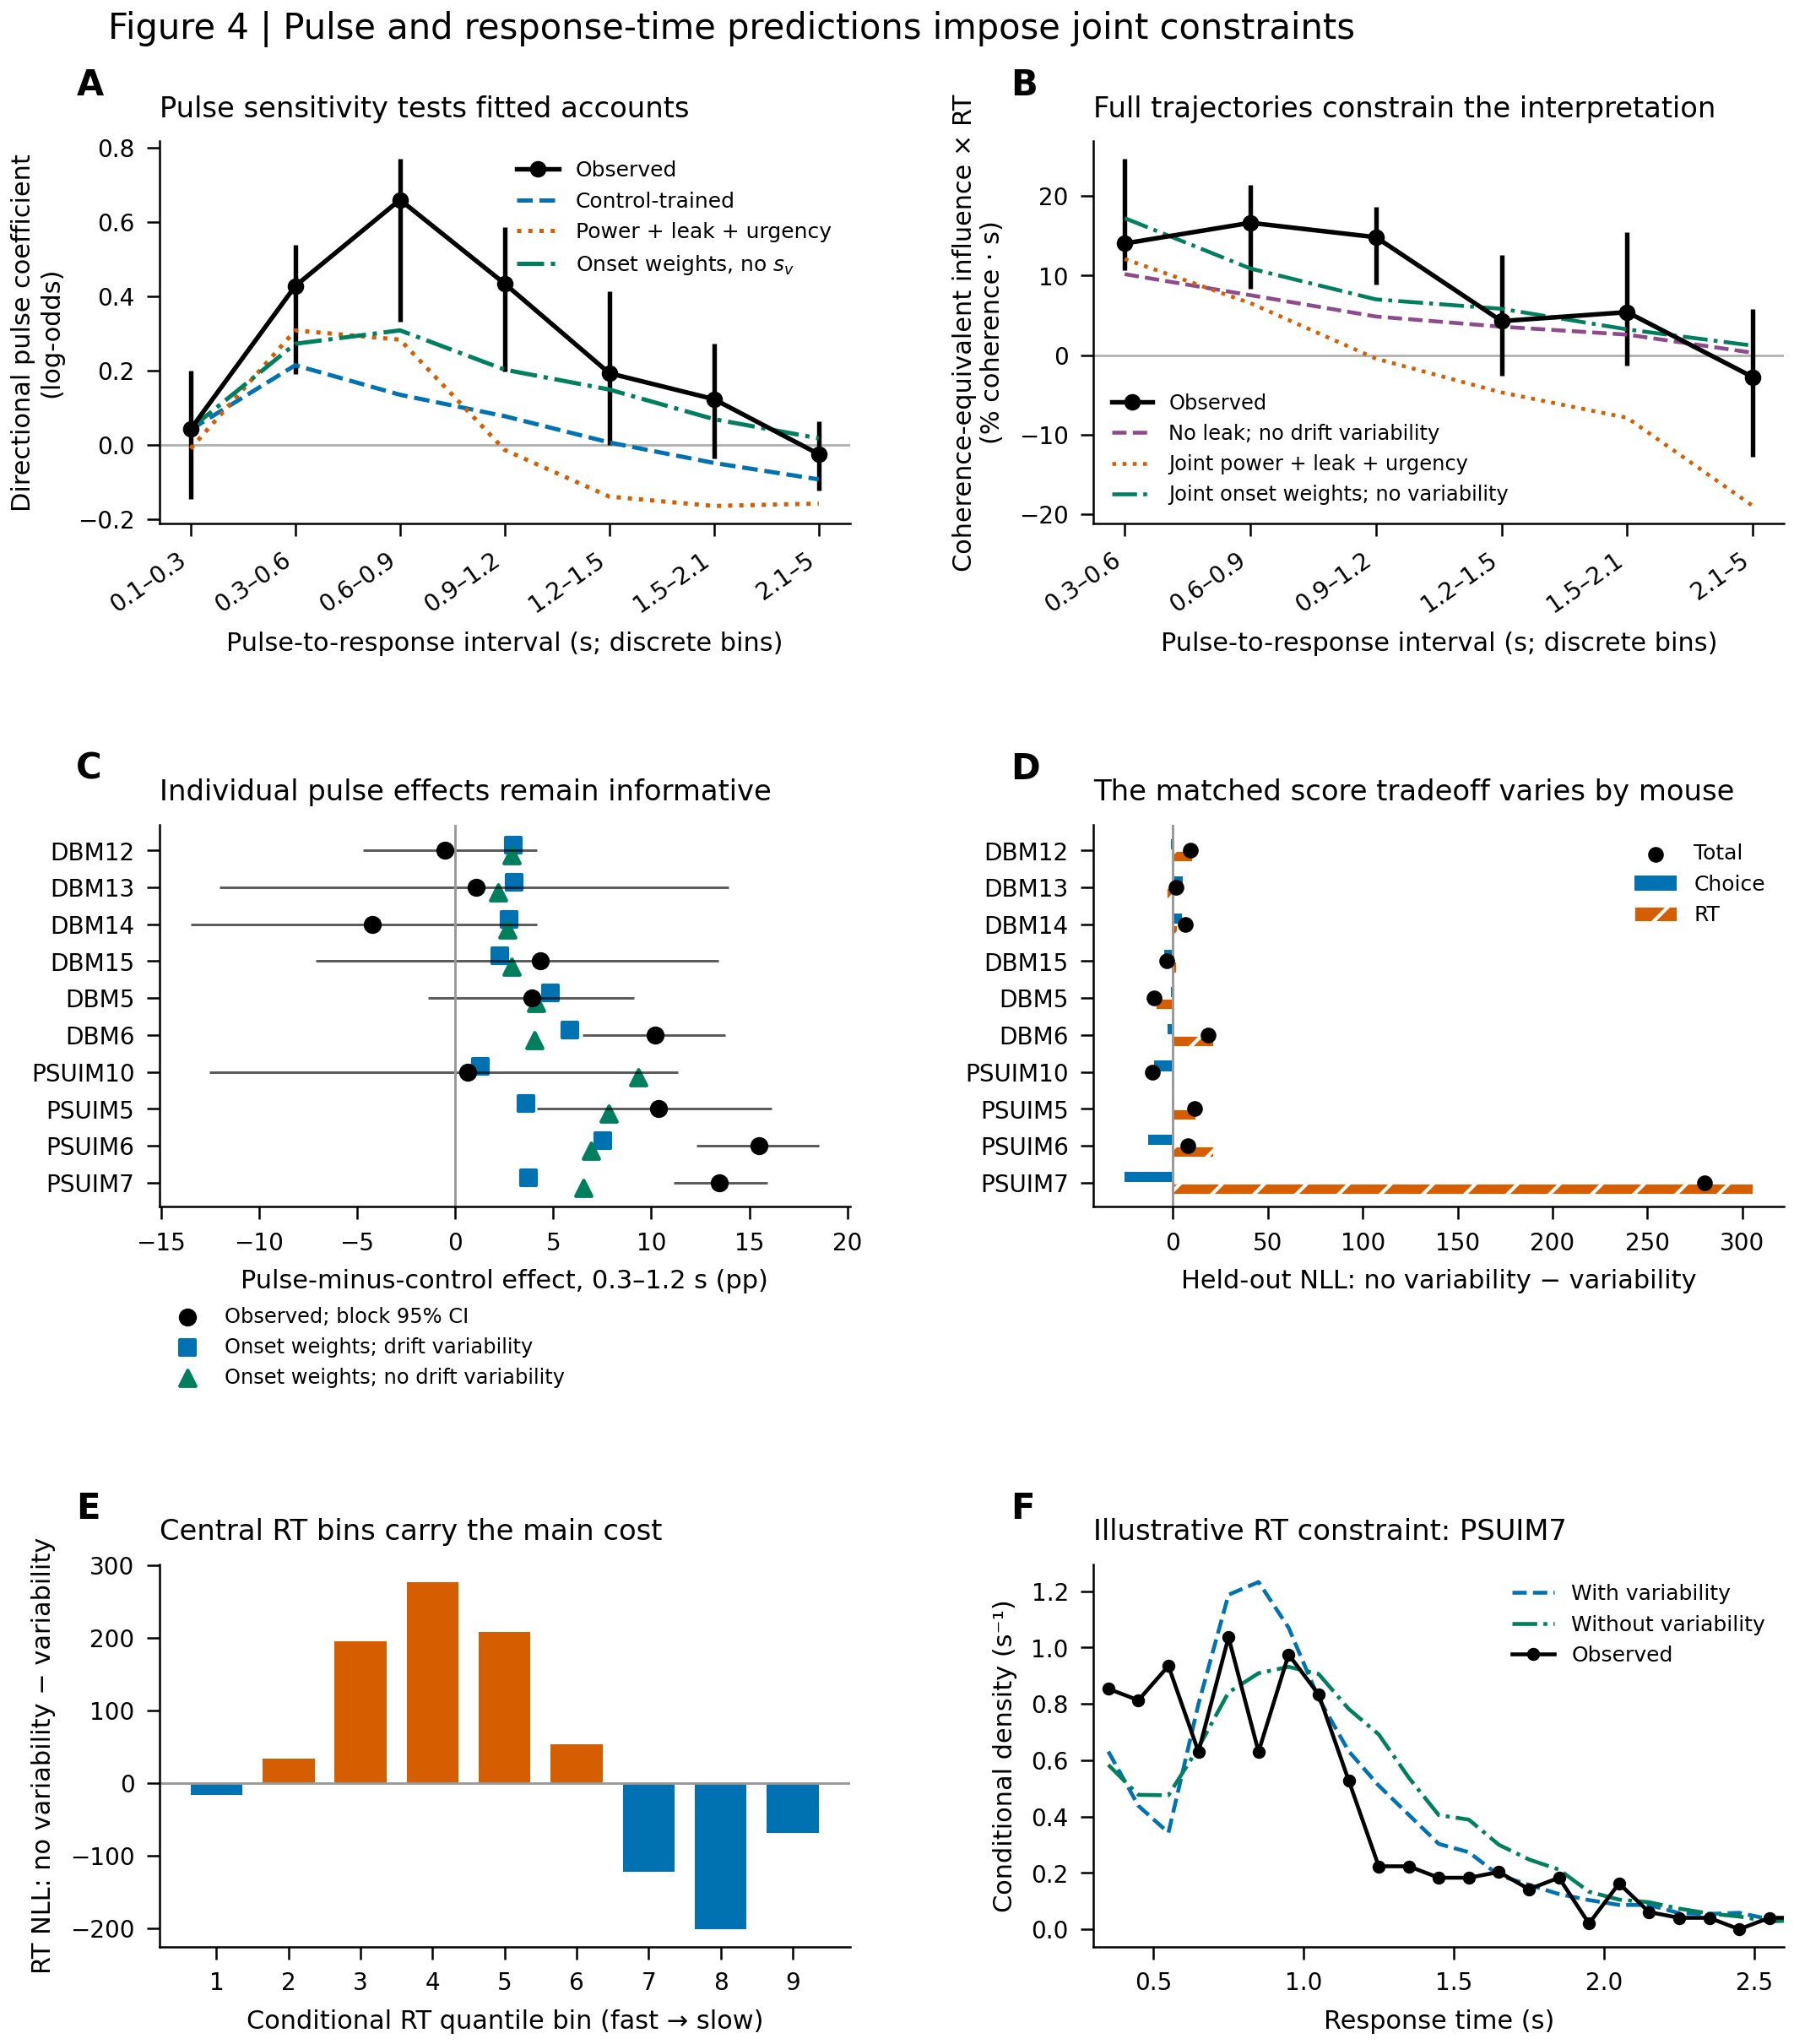 Figure 4 | Pulse and response-time predictions impose joint constraints
A
Pulse sensitivity tests fitted accounts
Directional pulse coefficient
(log-odds)
0.8
0.6
0.4
0.2
0.0
−0.2
Observed
Control-trained
Power + leak + urgency
Onset weights, no sᵥ
0.1–0.3
0.3–0.6
0.6–0.9
0.9–1.2
1.2–1.5
1.5–2.1
2.1–5
Pulse-to-response interval (s; discrete bins)
B
Full trajectories constrain the interpretation
Coherence-equivalent influence × RT
(% coherence · s)
20
10
0
−10
−20
Observed
No leak; no drift variability
Joint power + leak + urgency
Joint onset weights; no variability
0.3–0.6
0.6–0.9
0.9–1.2
1.2–1.5
1.5–2.1
2.1–5
Pulse-to-response interval (s; discrete bins)
C
Individual pulse effects remain informative
DBM12
DBM13
DBM14
DBM15
DBM5
DBM6
PSUIM10
PSUIM5
PSUIM6
PSUIM7
−15
−10
−5
0
5
10
15
20
Pulse-minus-control effect, 0.3–1.2 s (pp)
Observed; block 95% CI
Onset weights; drift variability
Onset weights; no drift variability
D
The matched score tradeoff varies by mouse
DBM12
DBM13
DBM14
DBM15
DBM5
DBM6
PSUIM10
PSUIM5
PSUIM6
PSUIM7
Total
Choice
RT
0
50
100
150
200
250
300
Held-out NLL: no variability − variability
E
Central RT bins carry the main cost
RT NLL: no variability − variability
300
200
100
0
−100
−200
1
2
3
4
5
6
7
8
9
Conditional RT quantile bin (fast → slow)
F
Illustrative RT constraint: PSUIM7
Conditional density (s⁻¹)
1.2
1.0
0.8
0.6
0.4
0.2
0.0
With variability
Without variability
Observed
0.5
1.0
1.5
2.0
2.5
Response time (s)